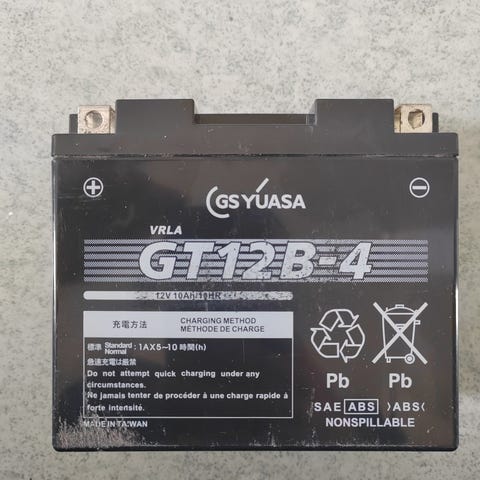 + −
GS YUASA
VRLA
GT12B-4
12V 10Ah/10HR
充電方法 CHARGING METHOD
MÉTHODE DE CHARGE
標準 Standard Normal : 1AX5~10 時間(h)
急速充電は厳禁
Do not attempt quick charging under any
circumstances.
Ne jamais tenter de procéder à une charge rapide à
forte intensité.
MADE IN TAIWAN
Pb Pb
SAE ABS >ABS<
NONSPILLABLE